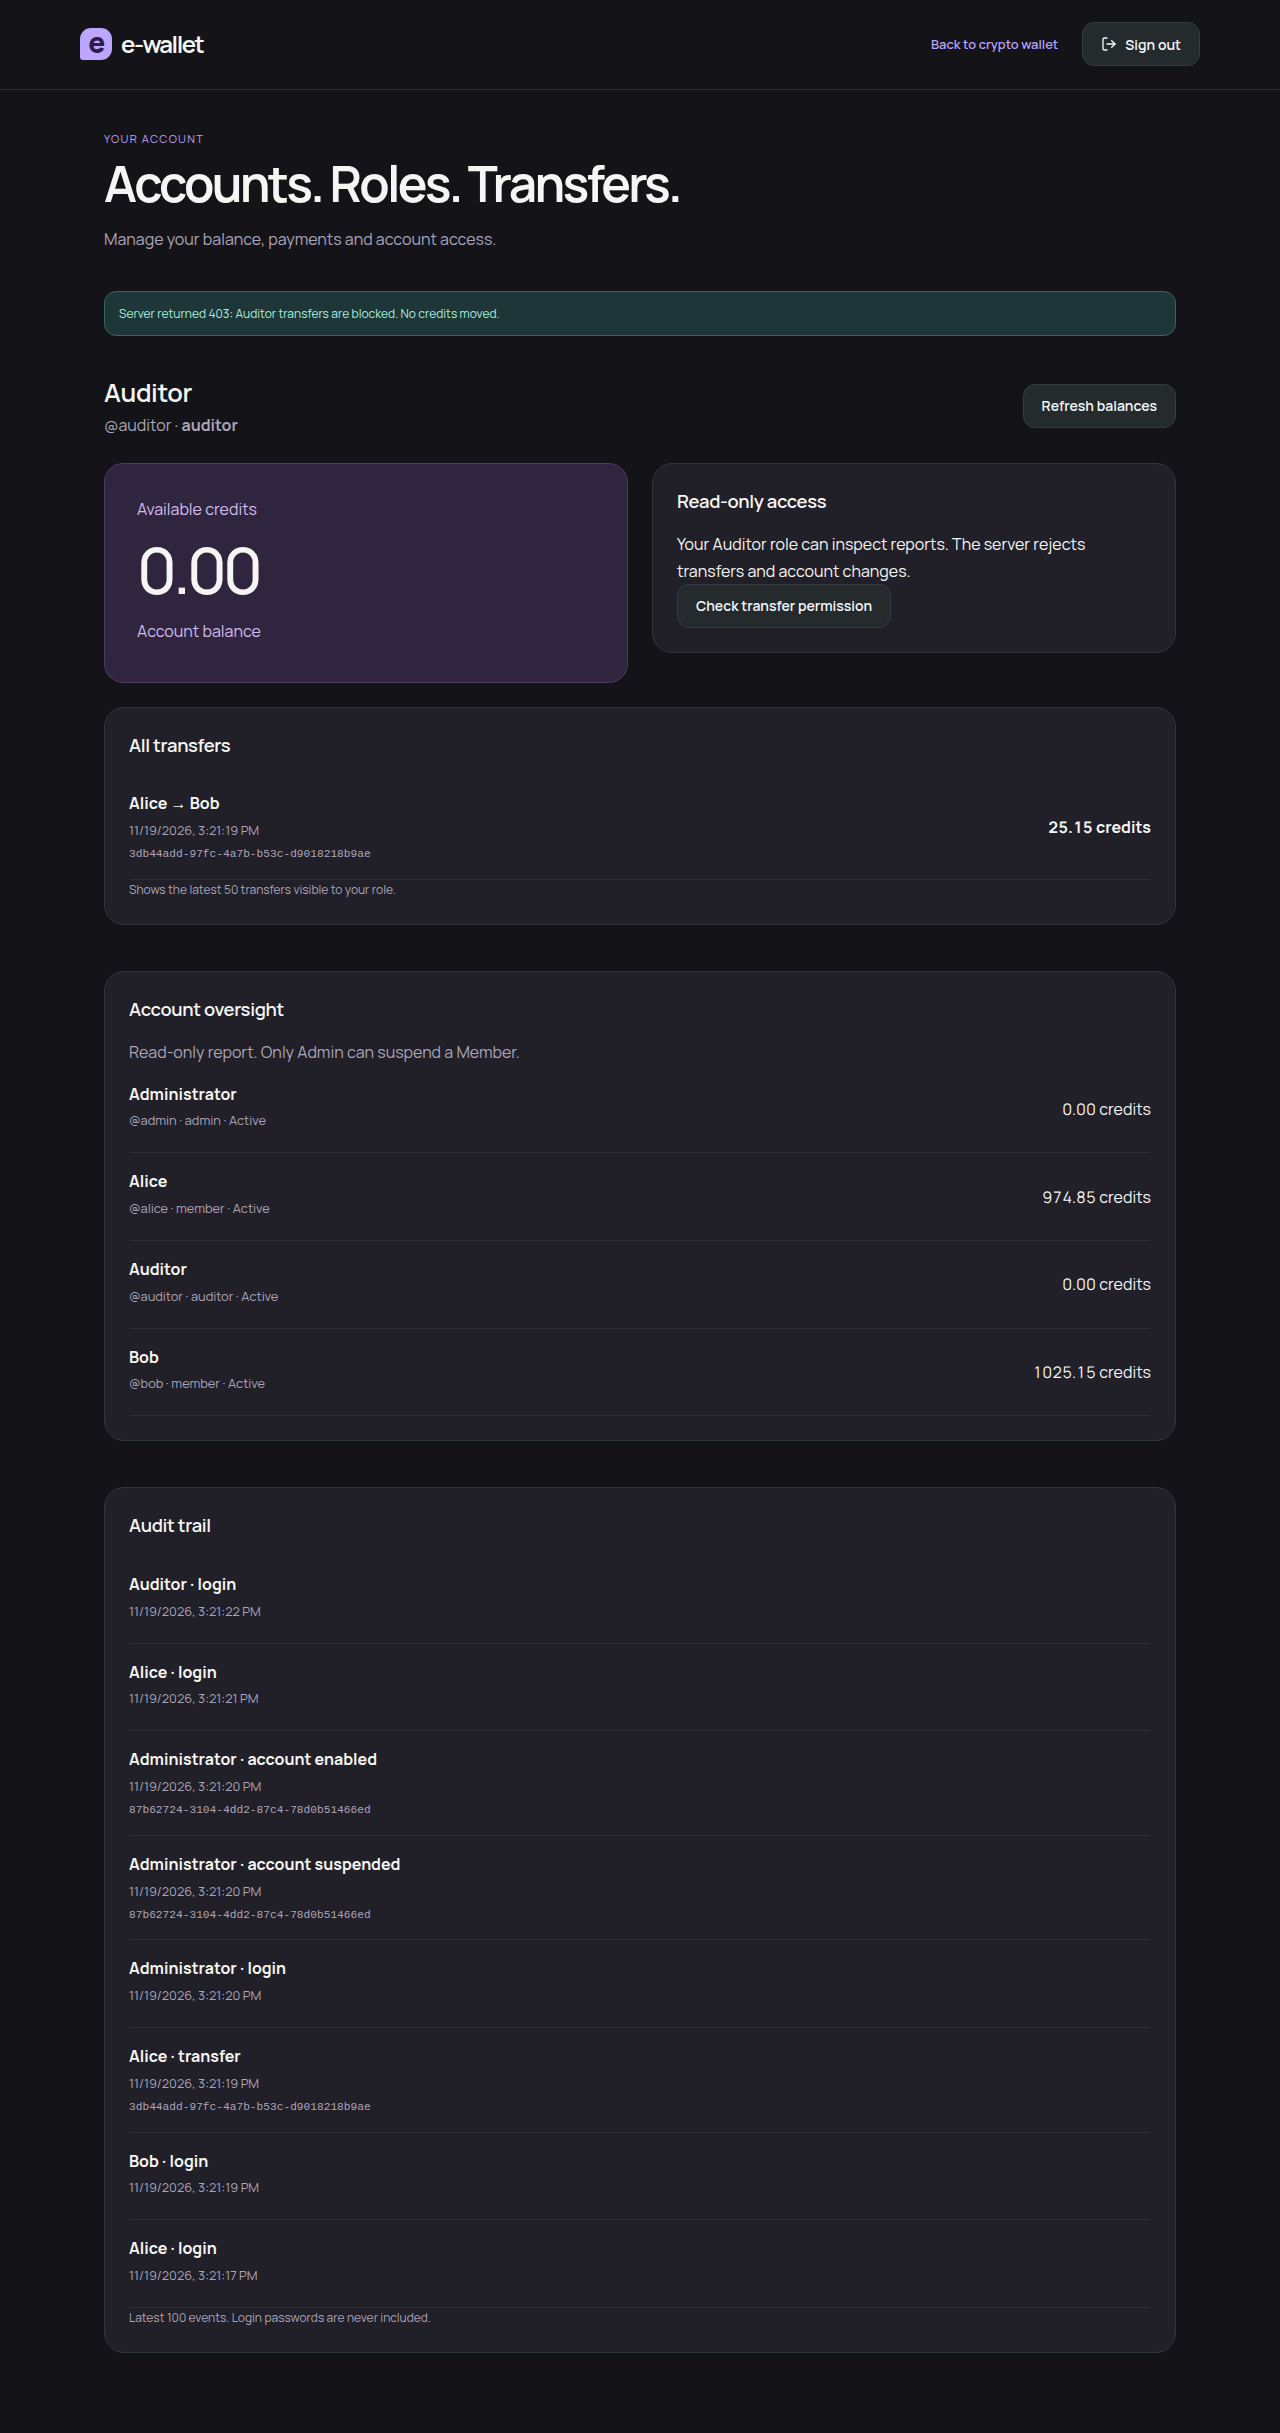 e e-wallet
Back to crypto wallet
Sign out
YOUR ACCOUNT
Accounts. Roles. Transfers.
Manage your balance, payments and account access.
Server returned 403: Auditor transfers are blocked. No credits moved.
Auditor
@auditor · auditor
Refresh balances
Available credits
0.00
Account balance
Read-only access
Your Auditor role can inspect reports. The server rejects
transfers and account changes.
Check transfer permission
All transfers
Alice → Bob
11/19/2026, 3:21:19 PM
3db44add-97fc-4a7b-b53c-d9018218b9ae
25.15 credits
Shows the latest 50 transfers visible to your role.
Account oversight
Read-only report. Only Admin can suspend a Member.
Administrator
@admin · admin · Active
0.00 credits
Alice
@alice · member · Active
974.85 credits
Auditor
@auditor · auditor · Active
0.00 credits
Bob
@bob · member · Active
1025.15 credits
Audit trail
Auditor · login
11/19/2026, 3:21:22 PM
Alice · login
11/19/2026, 3:21:21 PM
Administrator · account enabled
11/19/2026, 3:21:20 PM
87b62724-3104-4dd2-87c4-78d0b51466ed
Administrator · account suspended
11/19/2026, 3:21:20 PM
87b62724-3104-4dd2-87c4-78d0b51466ed
Administrator · login
11/19/2026, 3:21:20 PM
Alice · transfer
11/19/2026, 3:21:19 PM
3db44add-97fc-4a7b-b53c-d9018218b9ae
Bob · login
11/19/2026, 3:21:19 PM
Alice · login
11/19/2026, 3:21:17 PM
Latest 100 events. Login passwords are never included.